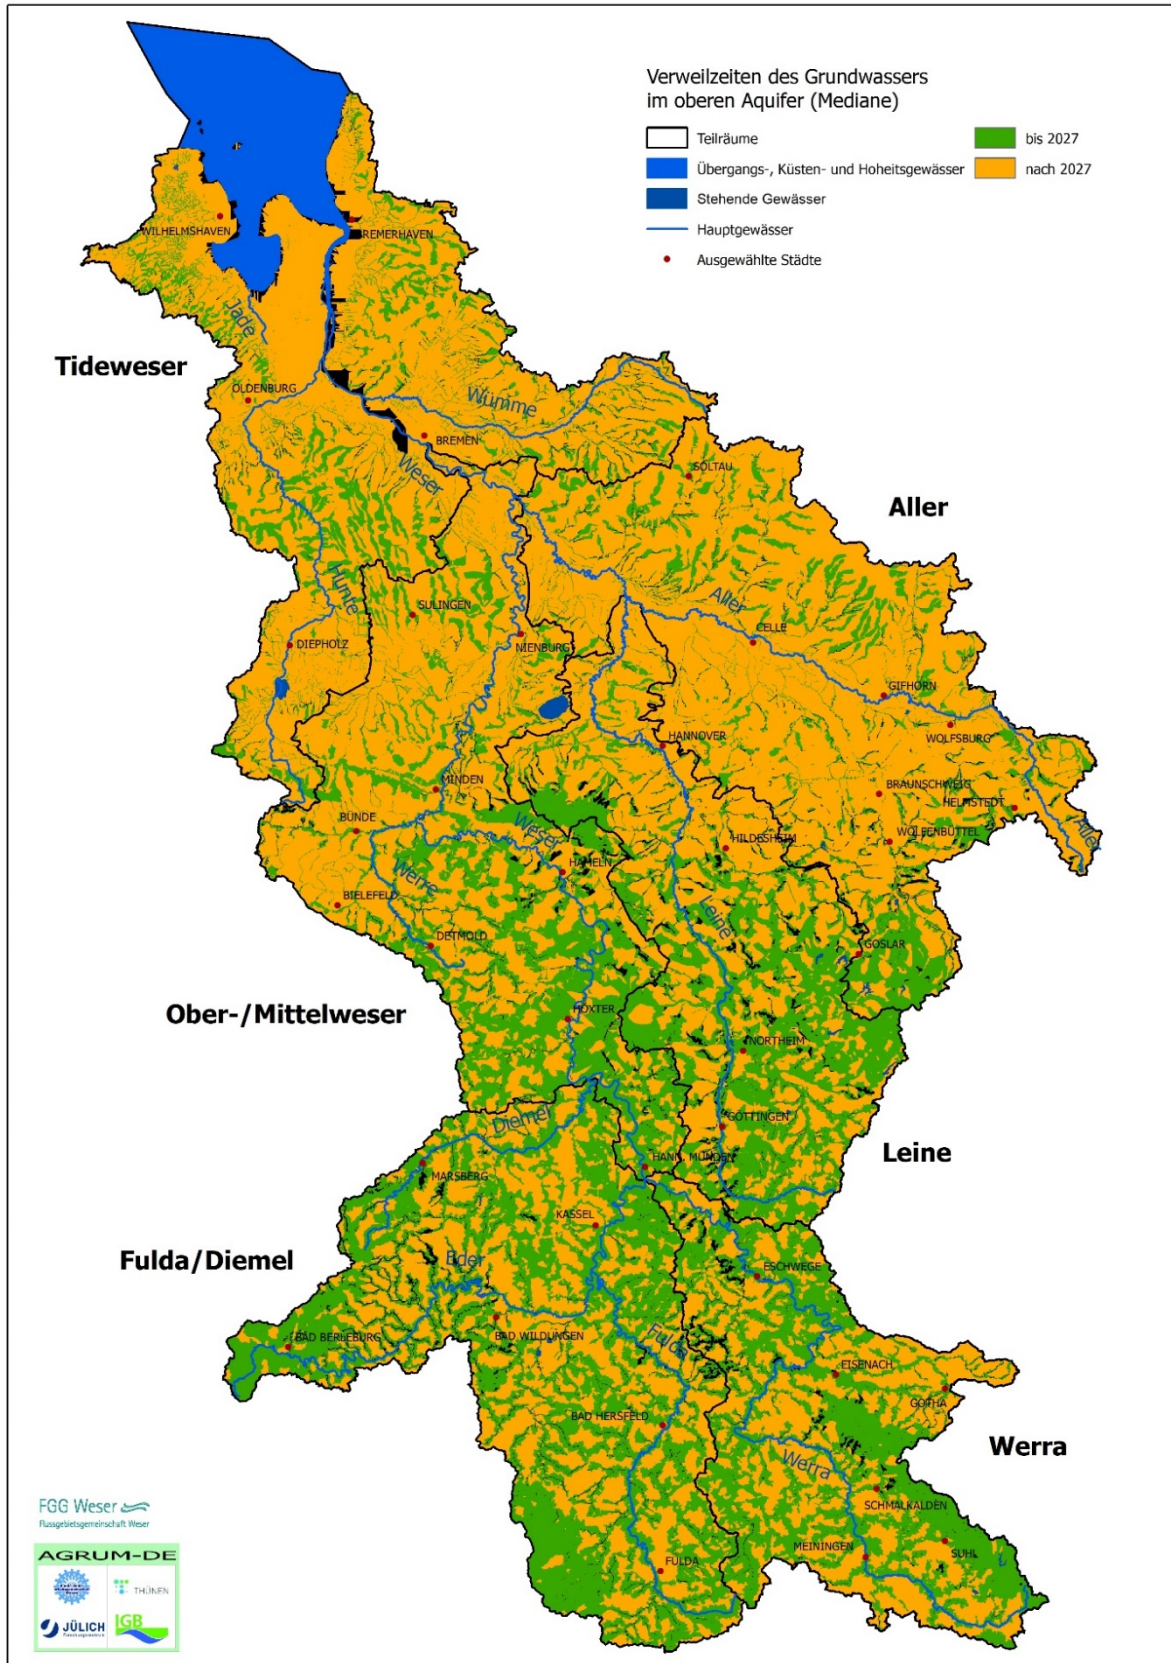 Verweilzeiten des Grundwassers
im oberen Aquifer (Mediane)
Teilräume
Übergangs-, Küsten- und Hoheitsgewässer
Stehende Gewässer
Hauptgewässer
Ausgewählte Städte
bis 2027
nach 2027
WILHELMSHAVEN
BREMERHAVEN
Jade
Tideweser
OLDENBURG
Wümme
BREMEN
Weser
SOLTAU
Aller
Hunte
SULINGEN
Aller
CELLE
DIEPHOLZ
NIENBURG
GIFHORN
WOLFSBURG
HANNOVER
MINDEN
BRAUNSCHWEIG
HELMSTEDT
BÜNDE
Weser
HILDESHEIM
WOLFENBÜTTEL
Aller
HAMELN
Werre
BIELEFELD
Leine
DETMOLD
GOSLAR
Ober-/Mittelweser
HÖXTER
NORTHEIM
Diemel
GÖTTINGEN
Leine
MARSBERG
HANN. MÜNDEN
KASSEL
Fulda/Diemel
Eder
ESCHWEGE
BAD BERLEBURG
BAD WILDUNGEN
Fulda
EISENACH
GOTHA
BAD HERSFELD
Werra
Werra
SCHMALKALDEN
MEININGEN
SUHL
FULDA
FGG Weser
Flussgebietsgemeinschaft Weser
AGRUM-DE
THÜNEN
JÜLICH
Forschungszentrum
IGB